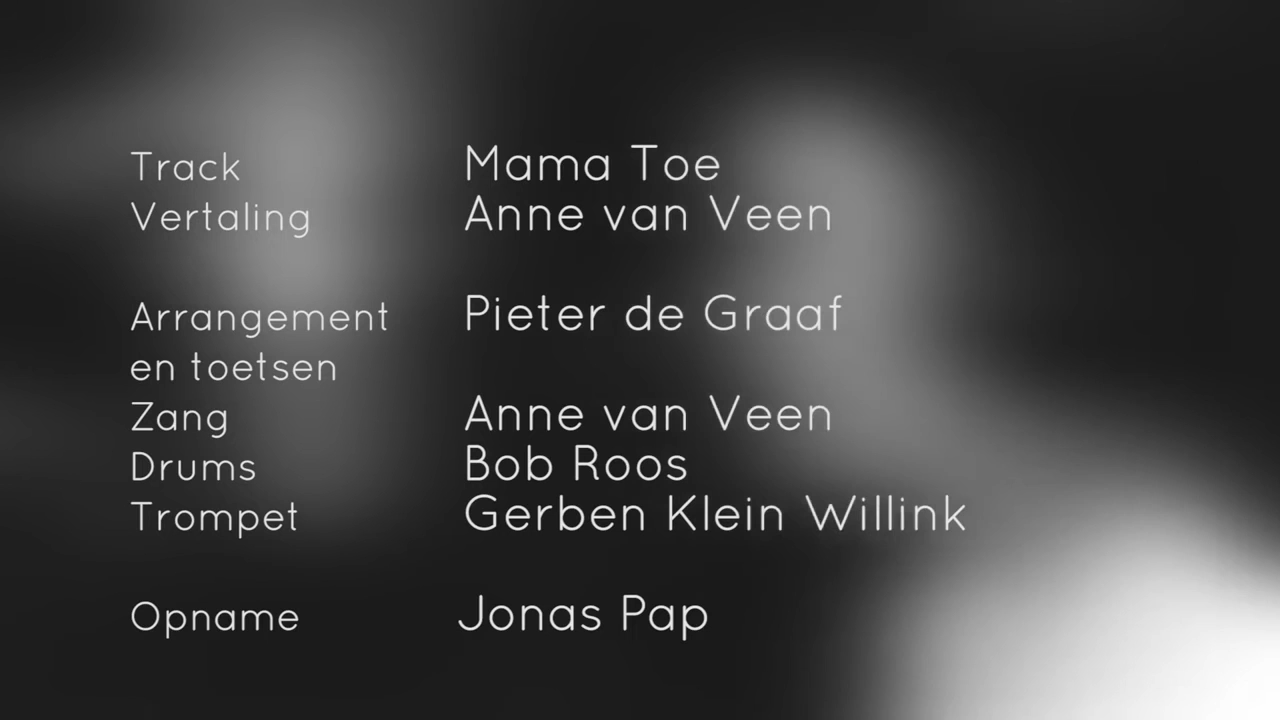 Track Mama Toe
Vertaling Anne van Veen
Arrangement Pieter de Graaf
en toetsen
Zang Anne van Veen
Drums Bob Roos
Trompet Gerben Klein Willink
Opname Jonas Pap